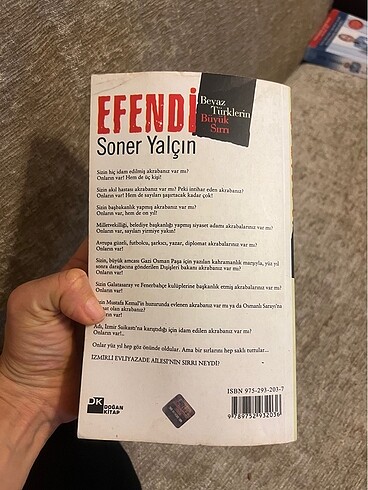 EFENDİ
Beyaz
Türklerin
Büyük
Sırrı
Soner Yalçın
Sizin hiç idam edilmiş akrabanız var mı?
Onların var! Hem de üç kişi!
Sizin akıl hastası akrabanız var mı? Peki intihar eden akrabanız?
Onların var! Hem de sayıları şaşırtacak kadar çok!
Sizin başbakanlık yapmış akrabanız var mı?
Onların var, hem de on yıl!
Milletvekilliği, belediye başkanlığı yapmış siyaset adamı akrabalarınız var mı?
Onların var, sayıları yirmiye yakın!
Avrupa güzeli, futbolcu, şarkıcı, yazar, diplomat akrabalarınız var mı?
Onların var!
Sizin, büyük amcası Gazi Osman Paşa için yazılan kahramanlık marşıyla, yüz yıl
sonra darağacına gönderilen Dışişleri bakanı akrabanız var mı?
Onların var!
Sizin Galatasaray ve Fenerbahçe kulüplerine başkanlık etmiş akrabalarınız var mı?
Onların var!
Sizin Mustafa Kemal'in huzurunda evlenen akrabanız var mı ya da Osmanlı Sarayı'na
olan akrabanız?
var!
Adı, İzmir Suikastı'na karıştığı için idam edilen akrabanız var mı?
Onların var!..
Onlar yüz yıl hep göz önünde oldular. Ama bir sırlarını hep saklı tuttular...
İZMİRLİ EVLİYAZADE AİLESİ'NİN SIRRI NEYDİ?
ISBN 975-293-203-7
DK
DOĞAN
KİTAP
9 789752 932036